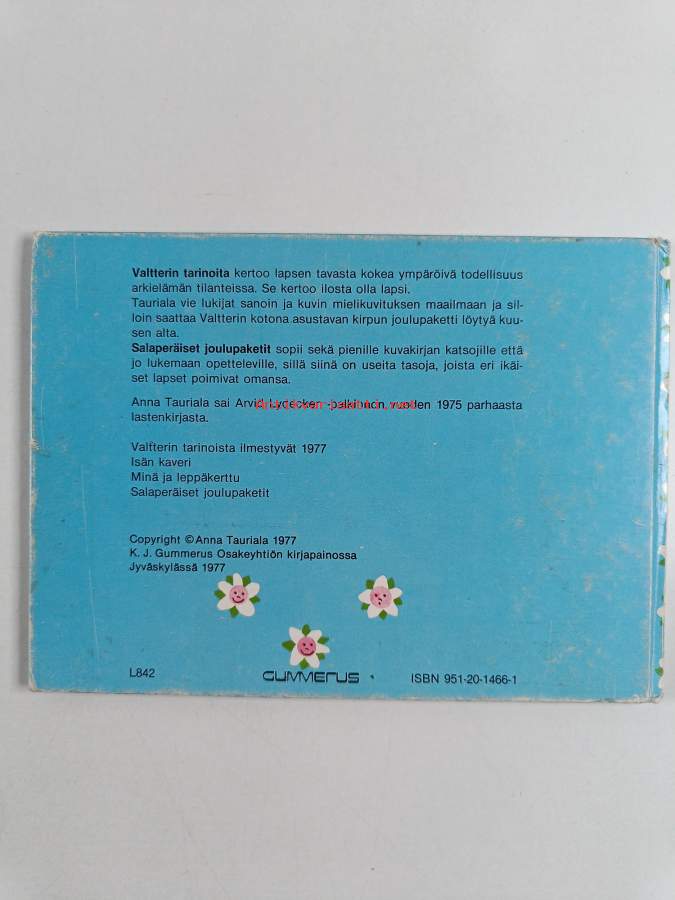 Valtterin tarinoita kertoo lapsen tavasta kokea ympäröivä todellisuus
arkielämän tilanteissa. Se kertoo ilosta olla lapsi.
Tauriala vie lukijat sanoin ja kuvin mielikuvituksen maailmaan ja sil-
loin saattaa Valtterin kotona asustavan kirpun joulupaketti löytyä kuu-
sen alta.
Salaperäiset joulupaketit sopii sekä pienille kuvakirjan katsojille että
jo lukemaan opetteleville, sillä siinä on useita tasoja, joista eri ikäi-
set lapset poimivat omansa.
Anna Tauriala sai Arvid Lydecken-palkinnon vuoden 1975 parhaasta
lastenkirjasta.
Valtterin tarinoista ilmestyvät 1977
Isän kaveri
Minä ja leppäkerttu
Salaperäiset joulupaketit
Copyright © Anna Tauriala 1977
K. J. Gummerus Osakeyhtiön kirjapainossa
Jyväskylässä 1977
L842 GUMMERUS ISBN 951-20-1466-1